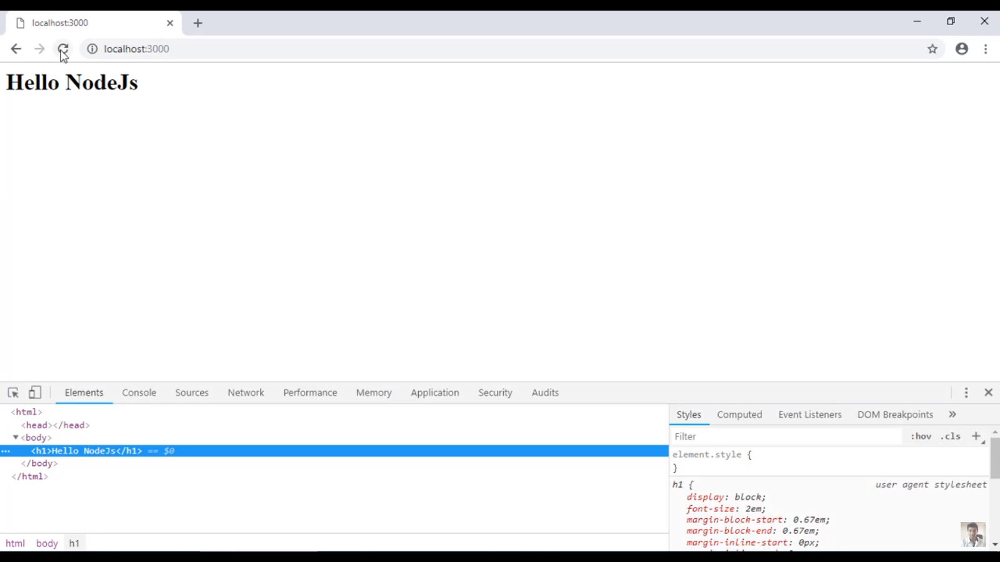 localhost:3000
localhost:3000
Hello NodeJs
Elements Console Sources Network Performance Memory Application Security Audits
<html>
<head></head>
<body>
<h1>Hello NodeJs</h1> == $0
</body>
</html>
html body h1
Styles Computed Event Listeners DOM Breakpoints »
Filter :hov .cls +
element.style {
}
h1 { user agent stylesheet
display: block;
font-size: 2em;
margin-block-start: 0.67em;
margin-block-end: 0.67em;
margin-inline-start: 0px;